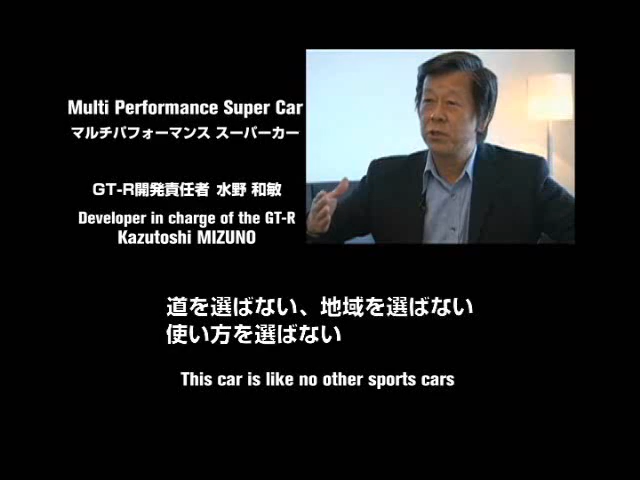 Multi Performance Super Car
マルチパフォーマンス スーパーカー
GT-R開発責任者 水野 和敏
Developer in charge of the GT-R
Kazutoshi MIZUNO
道を選ばない、地域を選ばない
使い方を選ばない
This car is like no other sports cars